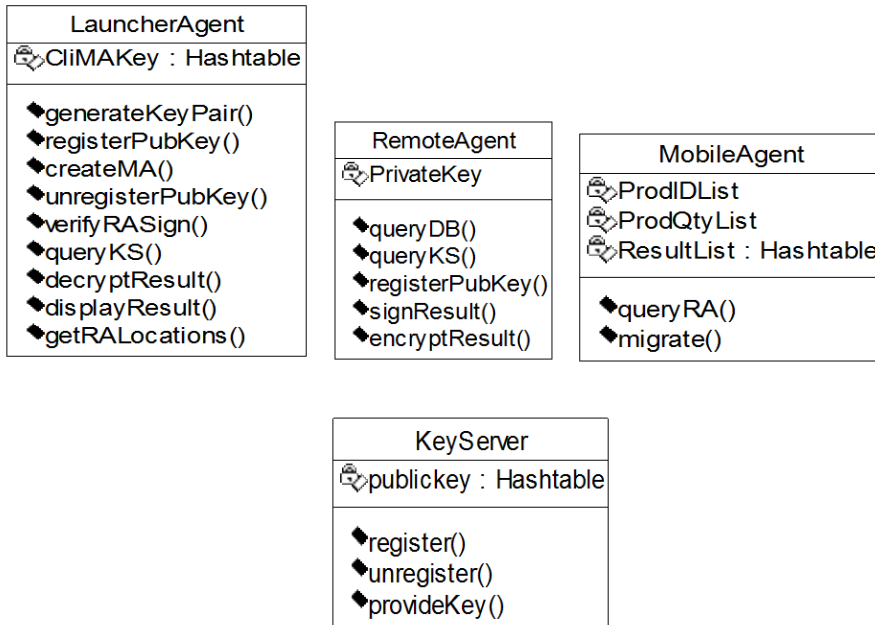 LauncherAgent
CliMAKey : Hashtable
generateKeyPair()
registerPubKey()
createMA()
unregisterPubKey()
verifyRASign()
queryKS()
decryptResult()
displayResult()
getRALocations()
RemoteAgent
PrivateKey
queryDB()
queryKS()
registerPubKey()
signResult()
encryptResult()
MobileAgent
ProdIDList
ProdQtyList
ResultList : Hashtable
queryRA()
migrate()
KeyServer
publickey : Hashtable
register()
unregister()
provideKey()